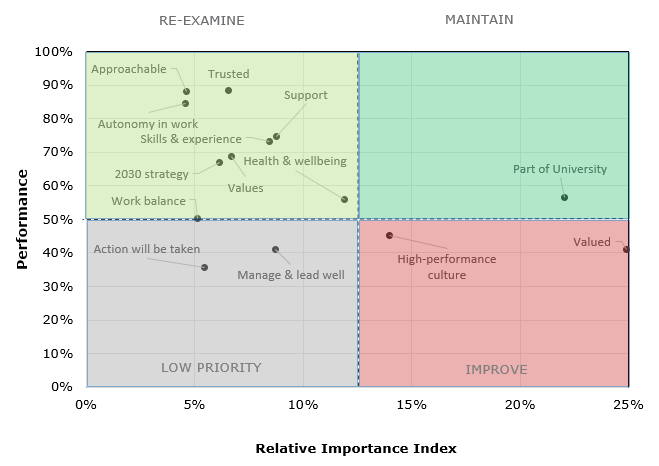 RE-EXAMINE
MAINTAIN
100%
90%
80%
70%
60%
50%
40%
30%
20%
10%
0%
Performance
Approachable
Trusted
Support
Autonomy in work
Skills & experience
Health & wellbeing
2030 strategy
Values
Work balance
Part of University
Action will be taken
Manage & lead well
High-performance
culture
Valued
LOW PRIORITY
IMPROVE
0%
5%
10%
15%
20%
25%
Relative Importance Index